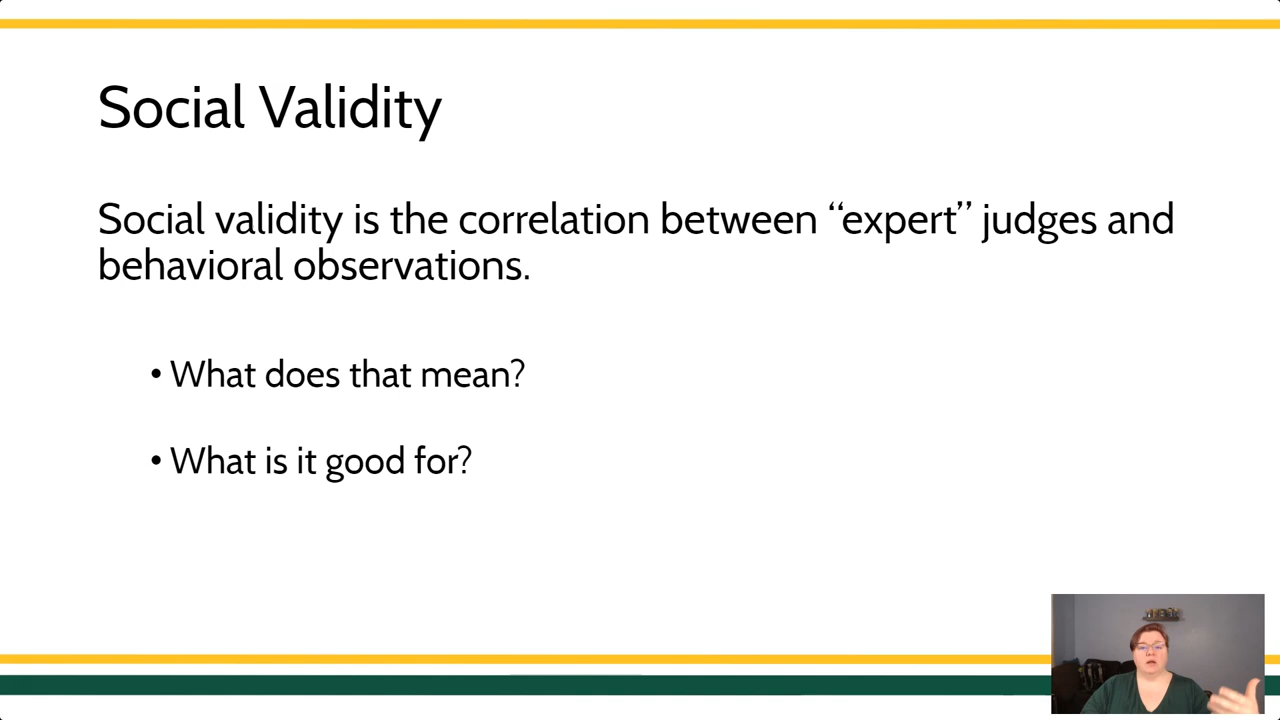 Social Validity
Social validity is the correlation between “expert” judges and
behavioral observations.
• What does that mean?
• What is it good for?